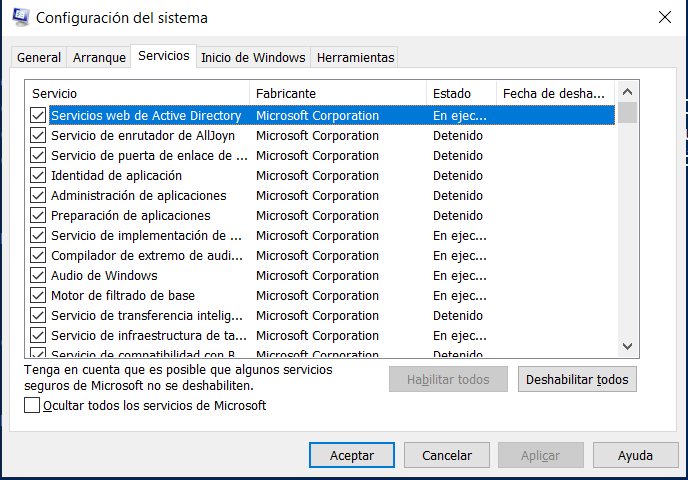 Configuración del sistema
General Arranque Servicios Inicio de Windows Herramientas
Servicio Fabricante Estado Fecha de desha...
Servicios web de Active Directory Microsoft Corporation En ejec...
Servicio de enrutador de AllJoyn Microsoft Corporation Detenido
Servicio de puerta de enlace de ... Microsoft Corporation Detenido
Identidad de aplicación Microsoft Corporation Detenido
Administración de aplicaciones Microsoft Corporation Detenido
Preparación de aplicaciones Microsoft Corporation Detenido
Servicio de implementación de ... Microsoft Corporation En ejec...
Compilador de extremo de audi... Microsoft Corporation En ejec...
Audio de Windows Microsoft Corporation En ejec...
Motor de filtrado de base Microsoft Corporation En ejec...
Servicio de transferencia intelig... Microsoft Corporation Detenido
Servicio de infraestructura de ta... Microsoft Corporation En ejec...
Servicio de compatibilidad con B... Microsoft Corporation Detenido
Tenga en cuenta que es posible que algunos servicios
seguros de Microsoft no se deshabiliten.
Habilitar todos Deshabilitar todos
Ocultar todos los servicios de Microsoft
Aceptar Cancelar Aplicar Ayuda